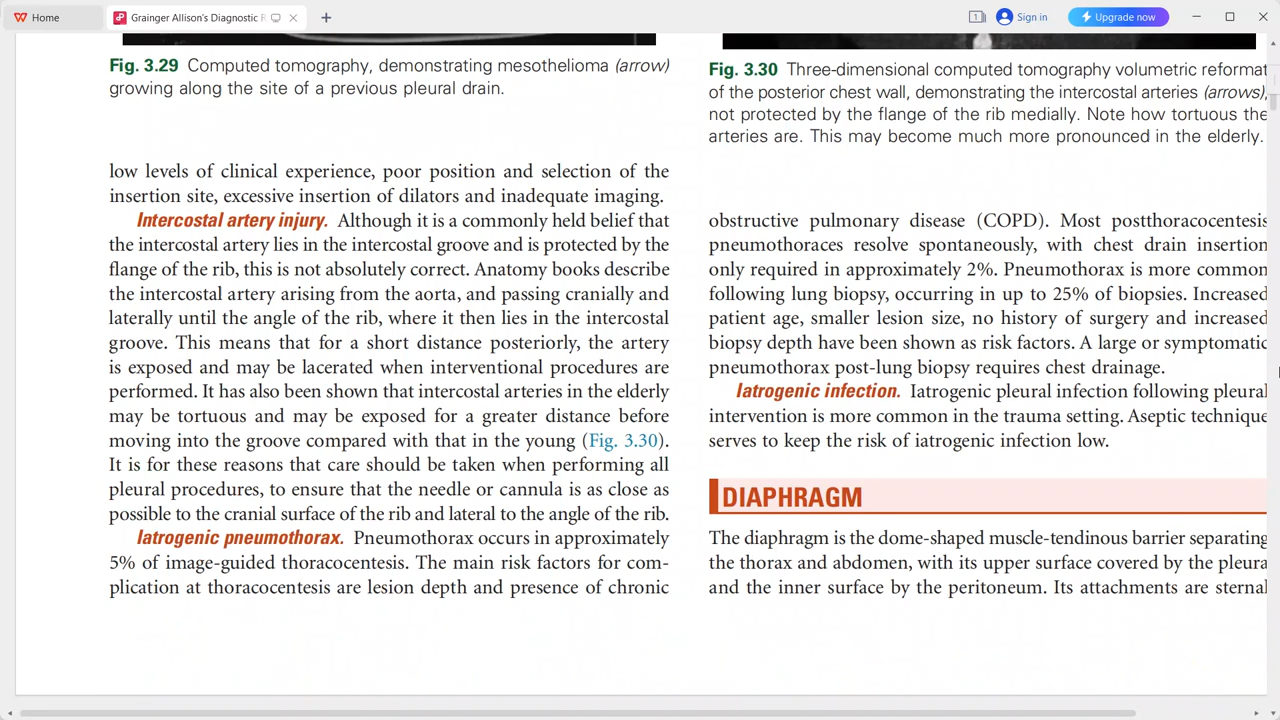 Home
Grainger Allison's Diagnostic R
Sign in
Upgrade now
Fig. 3.29 Computed tomography, demonstrating mesothelioma (arrow)
growing along the site of a previous pleural drain.
low levels of clinical experience, poor position and selection of the
insertion site, excessive insertion of dilators and inadequate imaging.
Intercostal artery injury. Although it is a commonly held belief that
the intercostal artery lies in the intercostal groove and is protected by the
flange of the rib, this is not absolutely correct. Anatomy books describe
the intercostal artery arising from the aorta, and passing cranially and
laterally until the angle of the rib, where it then lies in the intercostal
groove. This means that for a short distance posteriorly, the artery
is exposed and may be lacerated when interventional procedures are
performed. It has also been shown that intercostal arteries in the elderly
may be tortuous and may be exposed for a greater distance before
moving into the groove compared with that in the young (Fig. 3.30).
It is for these reasons that care should be taken when performing all
pleural procedures, to ensure that the needle or cannula is as close as
possible to the cranial surface of the rib and lateral to the angle of the rib.
Iatrogenic pneumothorax. Pneumothorax occurs in approximately
5% of image-guided thoracocentesis. The main risk factors for com-
plication at thoracocentesis are lesion depth and presence of chronic
Fig. 3.30 Three-dimensional computed tomography volumetric reformat
of the posterior chest wall, demonstrating the intercostal arteries (arrows),
not protected by the flange of the rib medially. Note how tortuous the
arteries are. This may become much more pronounced in the elderly.
obstructive pulmonary disease (COPD). Most postthoracocentesis
pneumothoraces resolve spontaneously, with chest drain insertion
only required in approximately 2%. Pneumothorax is more common
following lung biopsy, occurring in up to 25% of biopsies. Increased
patient age, smaller lesion size, no history of surgery and increased
biopsy depth have been shown as risk factors. A large or symptomatic
pneumothorax post-lung biopsy requires chest drainage.
Iatrogenic infection. Iatrogenic pleural infection following pleural
intervention is more common in the trauma setting. Aseptic technique
serves to keep the risk of iatrogenic infection low.
DIAPHRAGM
The diaphragm is the dome-shaped muscle-tendinous barrier separating
the thorax and abdomen, with its upper surface covered by the pleura
and the inner surface by the peritoneum. Its attachments are sternal